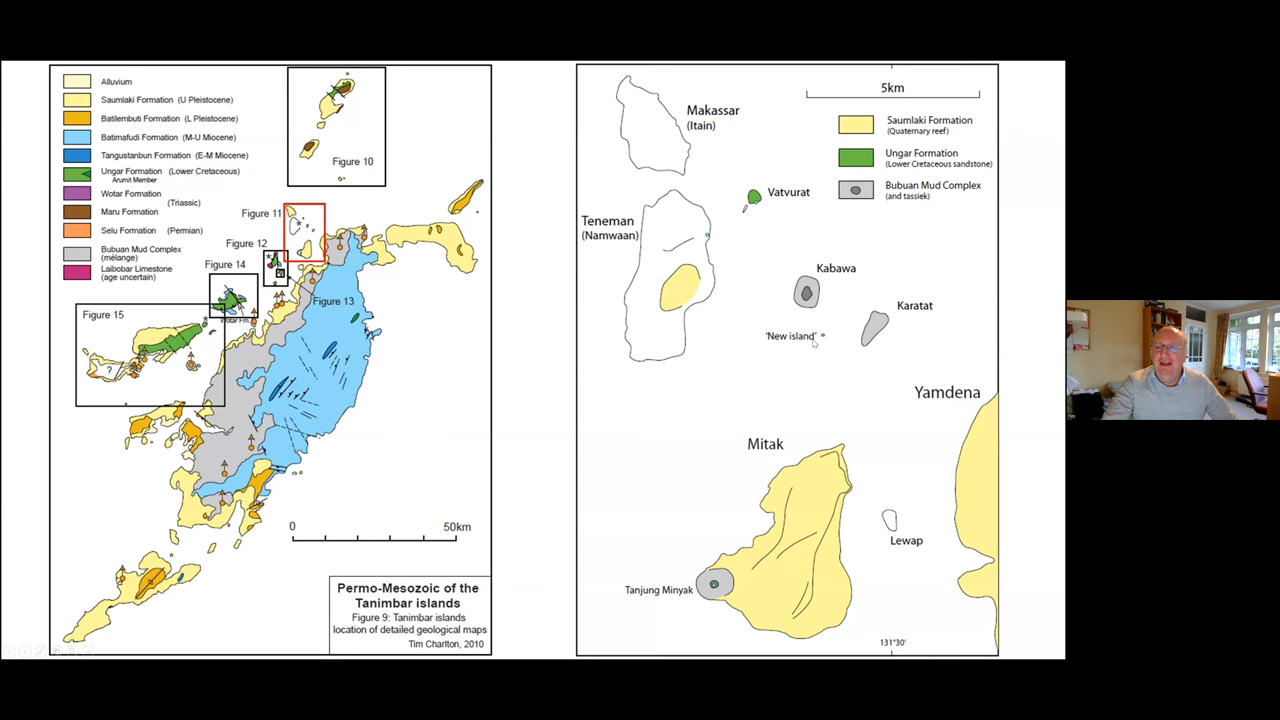 Alluvium
Saumlaki Formation (U Pleistocene)
Batilembuti Formation (L Pleistocene)
Batimafudi Formation (M-U Miocene)
Tangustanbun Formation (E-M Miocene)
Ungar Formation (Lower Cretaceous)
Arumit Member
Wotar Formation
(Triassic)
Maru Formation
Selu Formation (Permian)
Bubuan Mud Complex
(mélange)
Laibobar Limestone
(age uncertain)
Figure 10
Figure 11
Figure 12
Figure 14
Figure 13
Wotar Fm.
Figure 15
?
0
50km
Permo-Mesozoic of the
Tanimbar islands
Figure 9: Tanimbar islands
location of detailed geological maps
Tim Charlton, 2010
5km
Makassar
(Itain)
Saumlaki Formation
(Quaternary reef)
Ungar Formation
(Lower Cretaceous sandstone)
Bubuan Mud Complex
(and tassiek)
Vatvurat
Teneman
(Namwaan)
Kabawa
Karatat
'New island'
Yamdena
Mitak
Lewap
Tanjung Minyak
131°30'
Tim